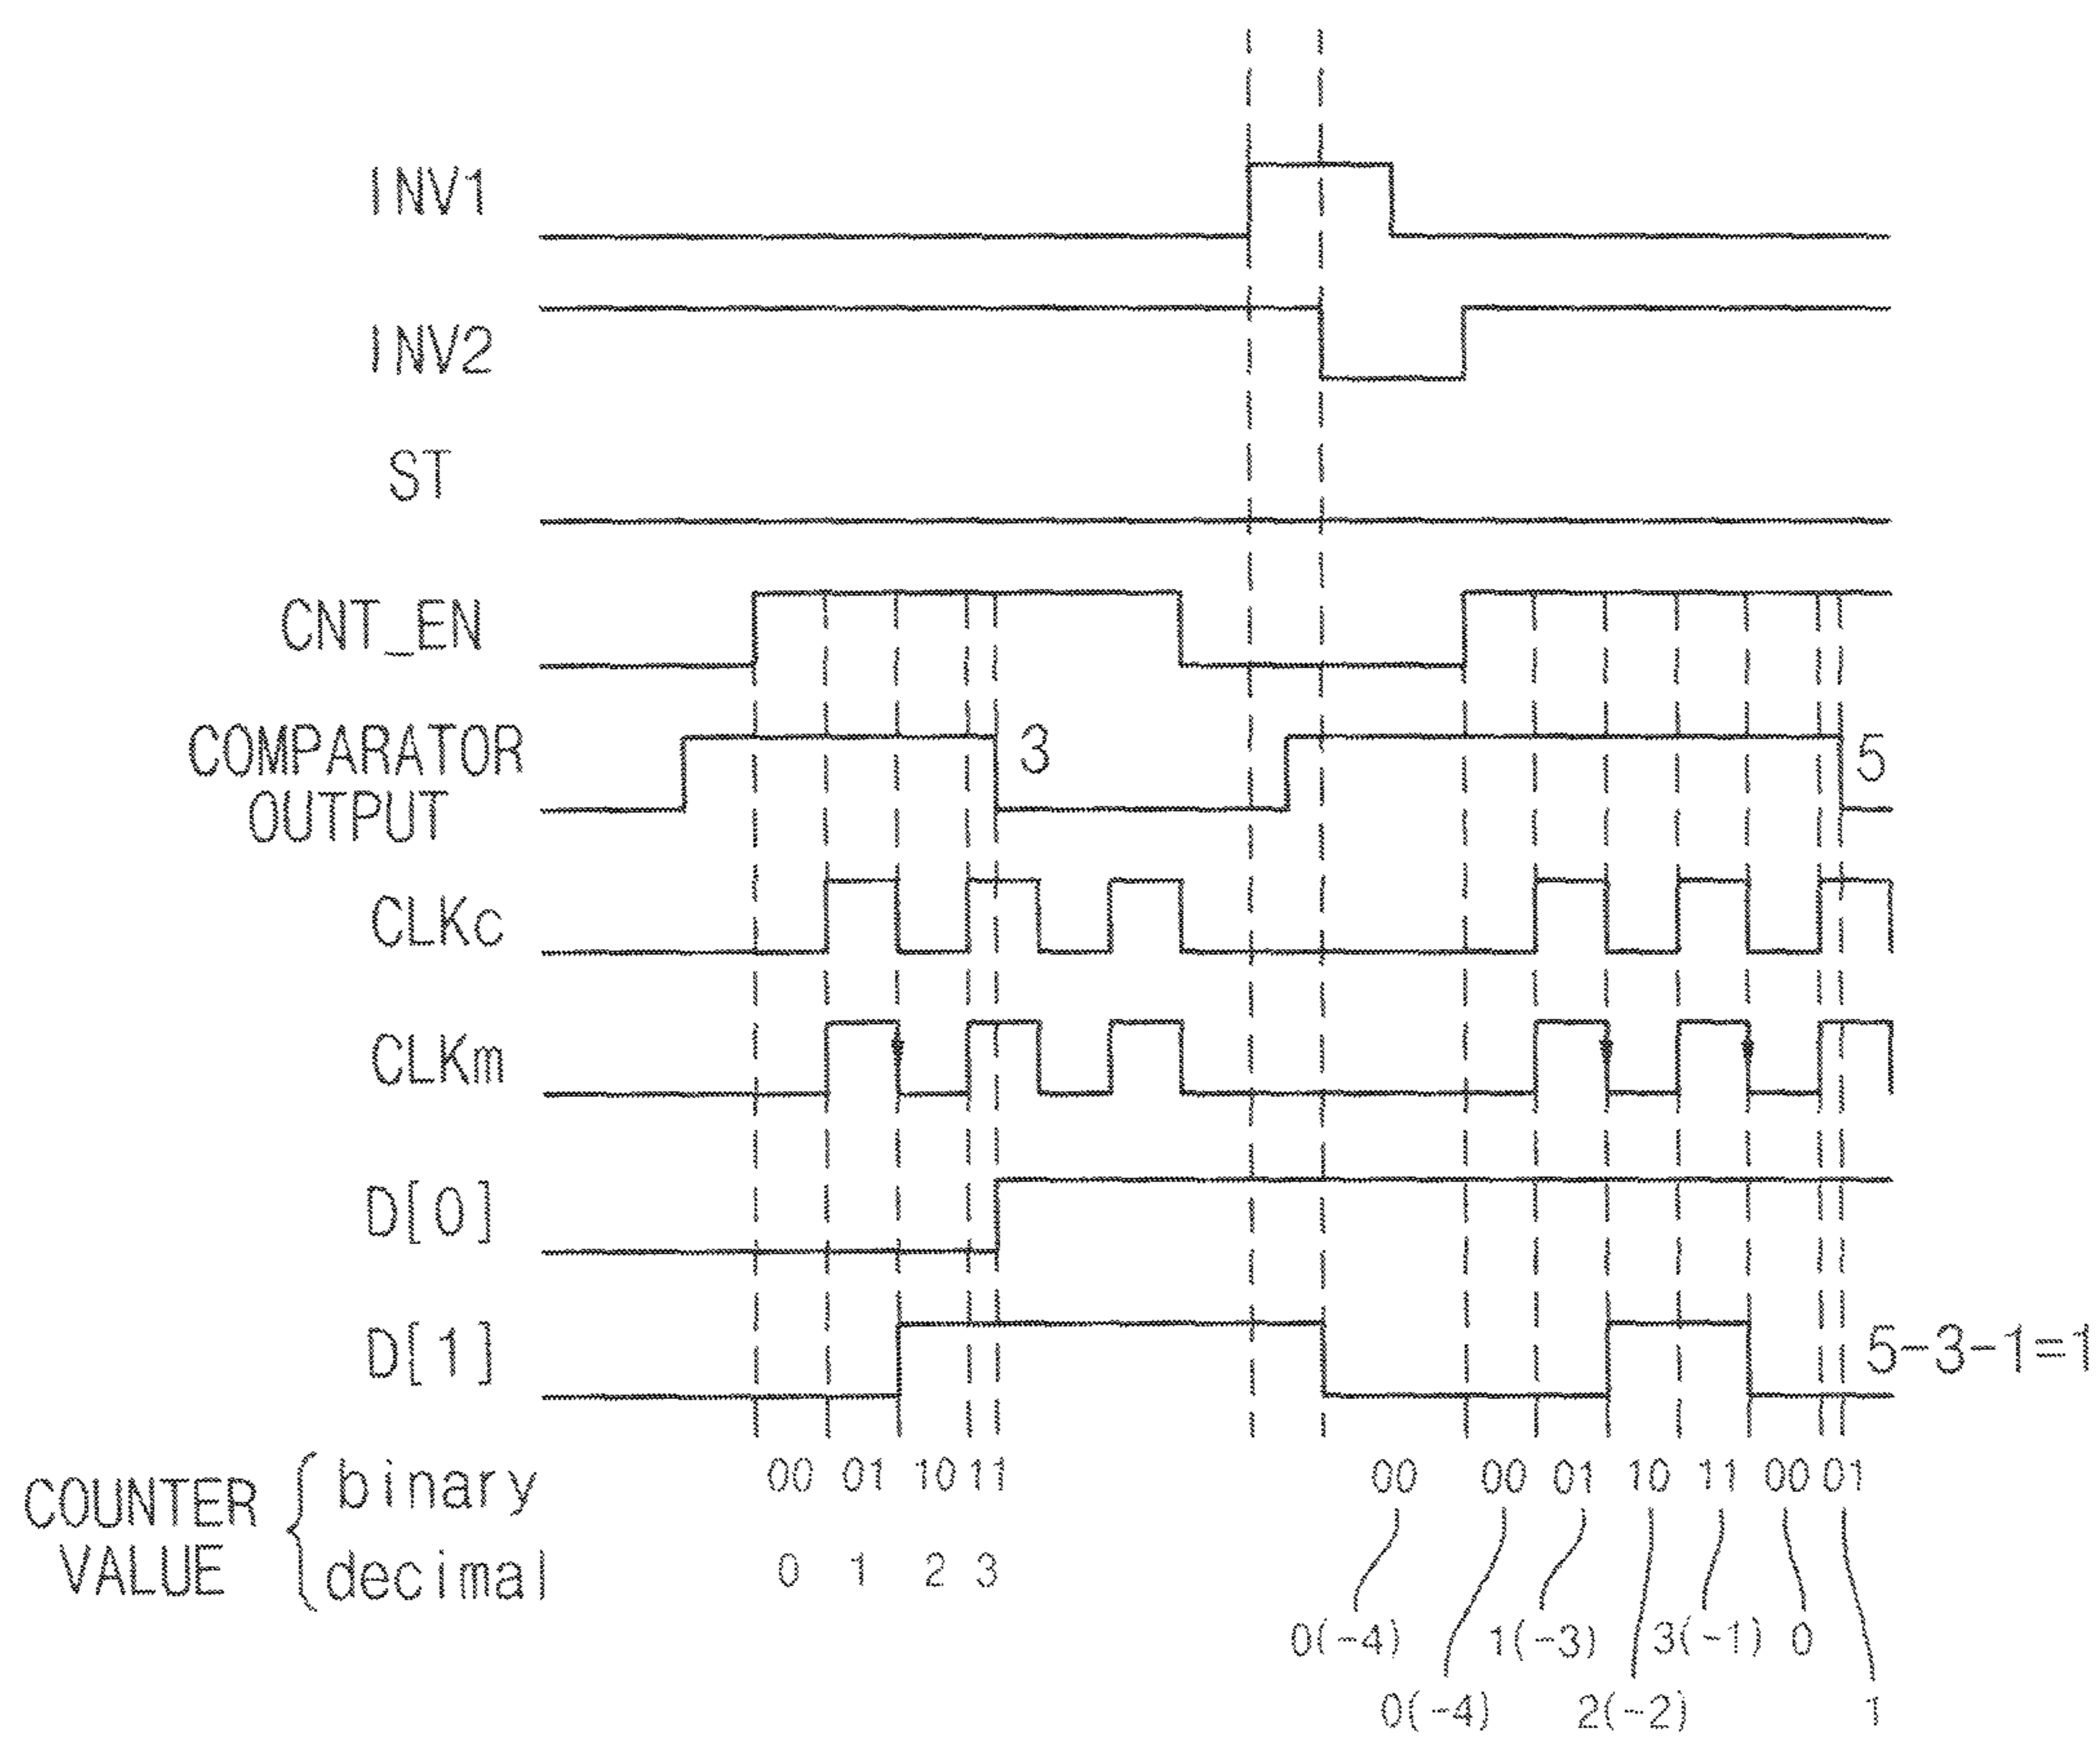 INV1
INV2
ST
CNT_EN
COMPARATOR
OUTPUT
3
5
CLKc
CLKm
D[0]
D[1]
5-3-1=1
COUNTER
VALUE
binary
00 01 10 11 00 00 01 10 11 00 01
decimal
0 1 2 3
0(-4) 1(-3) 3(-1) 0
0(-4) 2(-2) 1